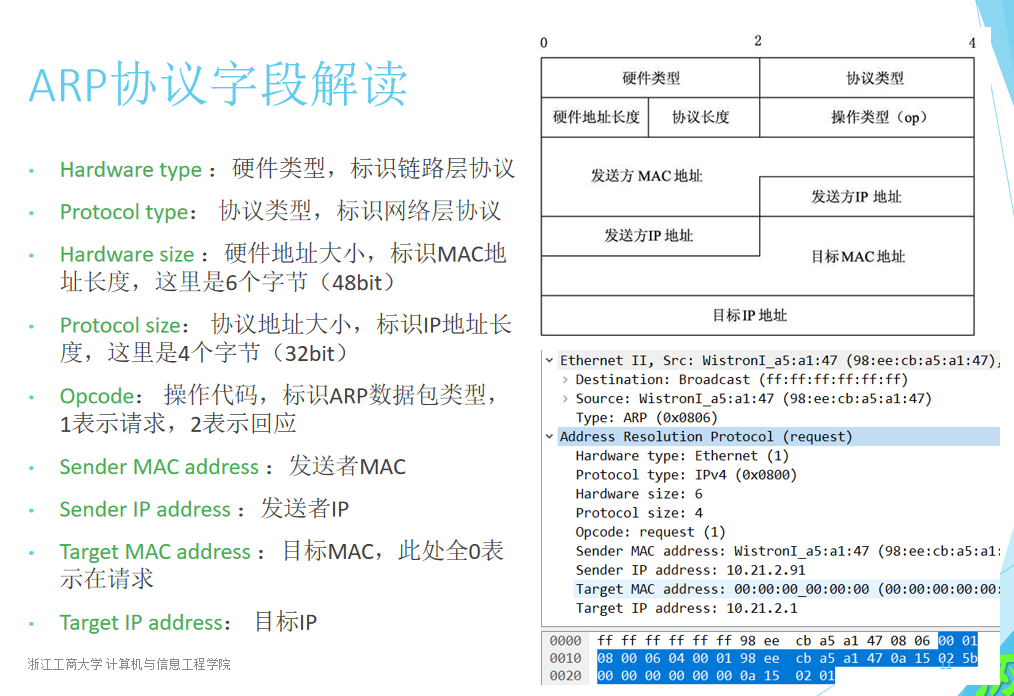 ARP协议字段解读
Hardware type ：硬件类型，标识链路层协议
Protocol type： 协议类型，标识网络层协议
Hardware size ：硬件地址大小，标识MAC地
址长度，这里是6个字节（48bit）
Protocol size： 协议地址大小，标识IP地址长
度，这里是4个字节（32bit）
Opcode： 操作代码，标识ARP数据包类型，
1表示请求，2表示回应
Sender MAC address ：发送者MAC
Sender IP address ：发送者IP
Target MAC address ：目标MAC，此处全0表
示在请求
Target IP address： 目标IP
浙江工商大学 计算机与信息工程学院
0 2 4
硬件类型 协议类型
硬件地址长度 协议长度 操作类型（op）
发送方 MAC 地址
发送方IP 地址
发送方IP 地址
目标MAC地址
目标IP 地址
Ethernet II, Src: WistronI_a5:a1:47 (98:ee:cb:a5:a1:47),
Destination: Broadcast (ff:ff:ff:ff:ff:ff)
Source: WistronI_a5:a1:47 (98:ee:cb:a5:a1:47)
Type: ARP (0x0806)
Address Resolution Protocol (request)
Hardware type: Ethernet (1)
Protocol type: IPv4 (0x0800)
Hardware size: 6
Protocol size: 4
Opcode: request (1)
Sender MAC address: WistronI_a5:a1:47 (98:ee:cb:a5:a1:
Sender IP address: 10.21.2.91
Target MAC address: 00:00:00_00:00:00 (00:00:00:00:00:
Target IP address: 10.21.2.1
0000 ff ff ff ff ff ff 98 ee cb a5 a1 47 08 06 00 01
0010 08 00 06 04 00 01 98 ee cb a5 a1 47 0a 15 02 5b
0020 00 00 00 00 00 00 0a 15 02 01